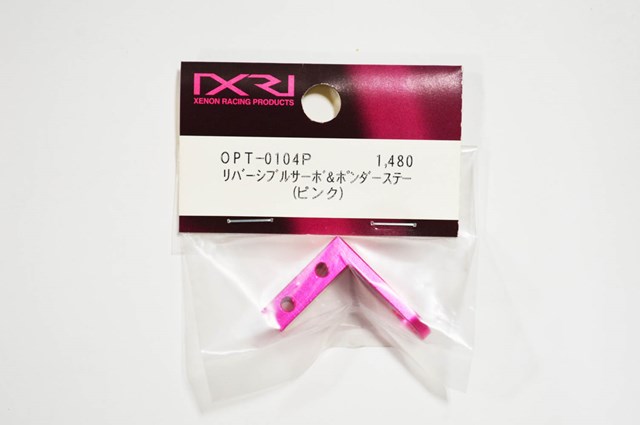 XRJ
XENON RACING PRODUCTS
OPT-0104P 1,480
リバーシブルサーボ&ボンダーステー
(ピンク)